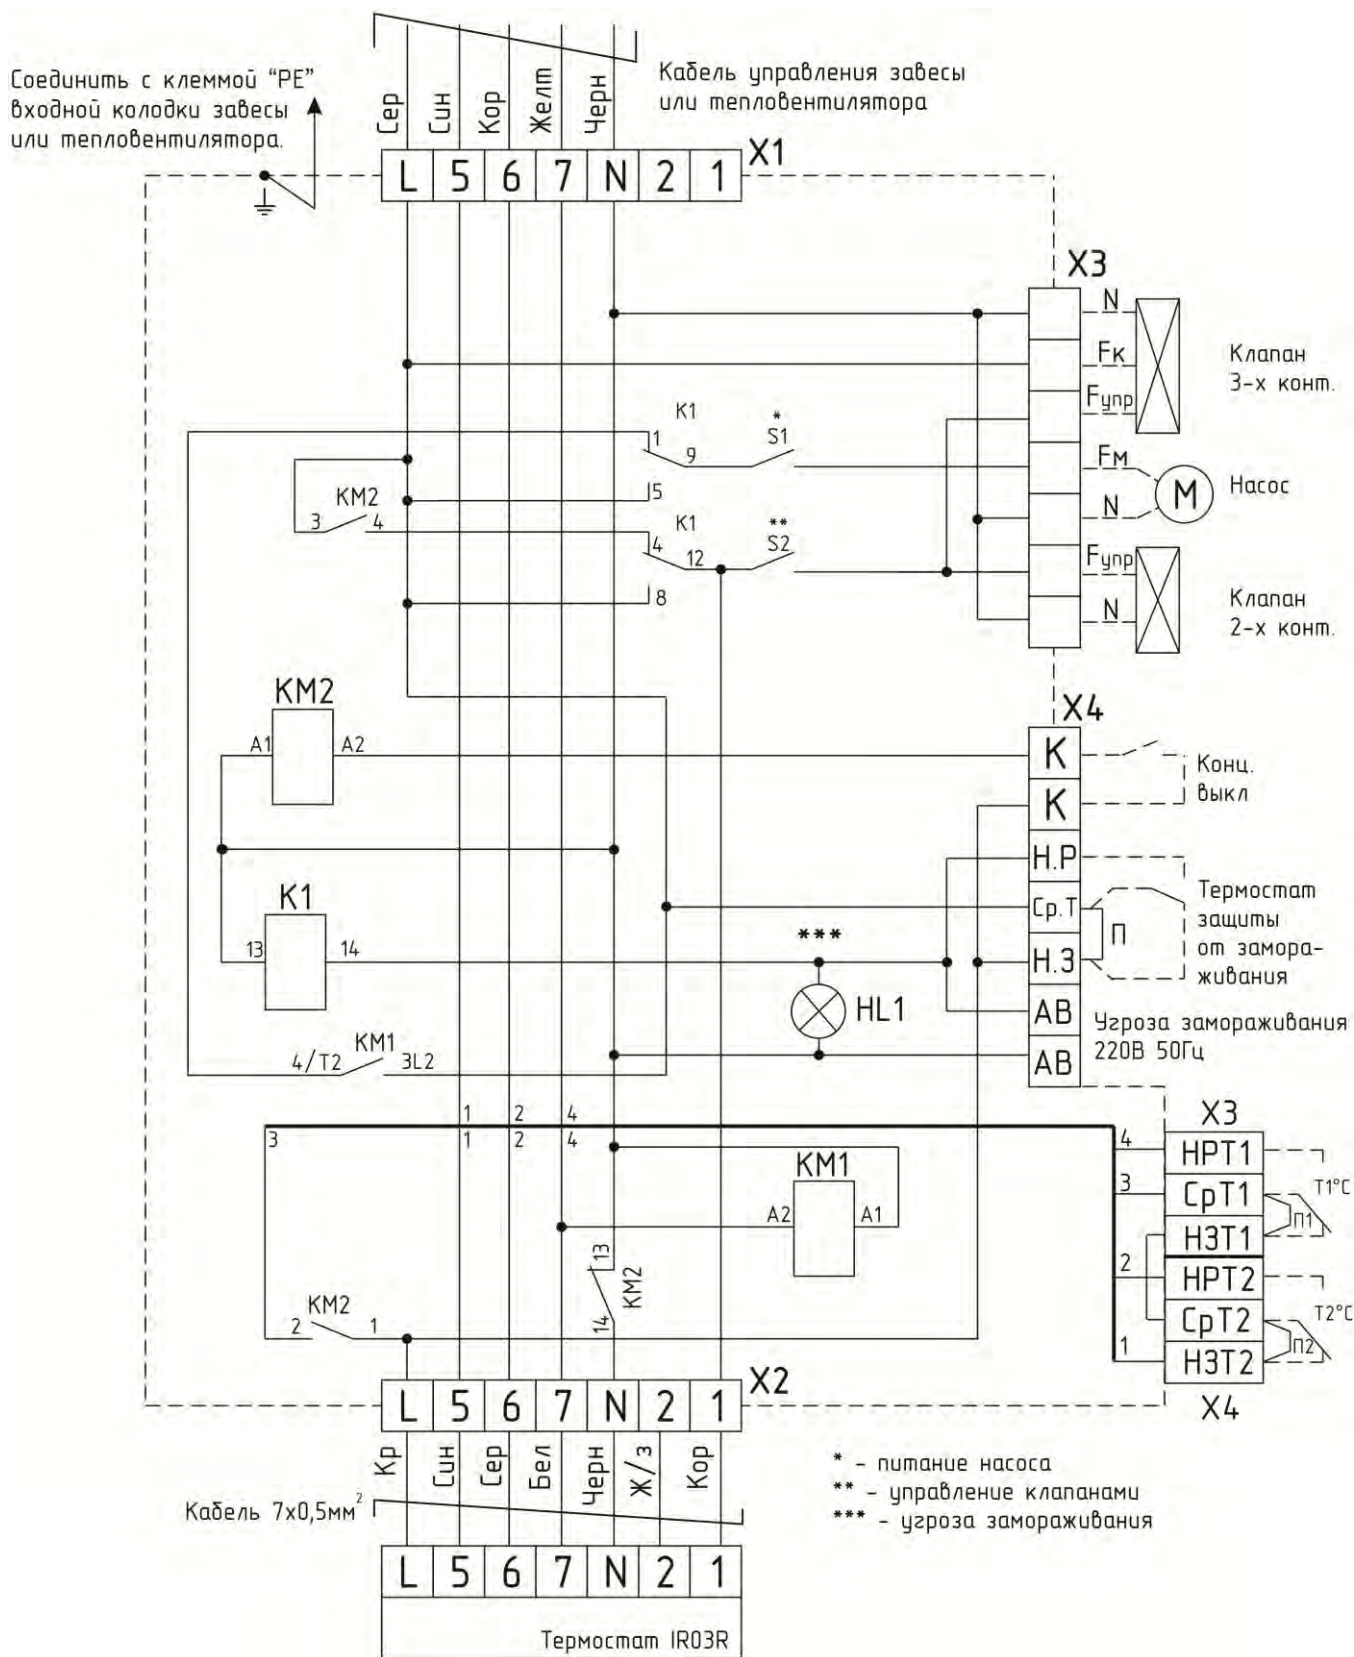 Соединить с клеммой "PE"
входной колодки завесы
или тепловентилятора.
Сер
Син
Кор
Желт
Черн
Кабель управления завесы
или тепловентилятора
L 5 6 7 N 2 1
X1
X3
N
Fк
Fупр
Клапан
3-х конт.
K1
*
1
9
S1
Fм
M
Насос
5
N
KM2
3
4
K1
**
4
12
S2
Fупр
8
N
Клапан
2-х конт.
KM2
A1
A2
X4
К
К
Конц.
выкл
Н.Р
Ср.Т
Н.З
П
Термостат
защиты
от замора-
живания
K1
13
14
***
HL1
АВ
АВ
Угроза замораживания
220В 50Гц
KM1
4/T2
3L2
1
2
4
3
1
2
4
KM1
A2
A1
X3
4
НРТ1
3
СрТ1
П1
T1°C
НЗТ1
2
НРТ2
СрТ2
П2
T2°C
1
НЗТ2
X4
13
KM2
14
KM2
2
1
L 5 6 7 N 2 1
X2
Кр
Син
Сер
Бел
Черн
Ж/з
Кор
Кабель 7x0,5мм²
* - питание насоса
** - управление клапанами
*** - угроза замораживания
L 5 6 7 N 2 1
Термостат IR03R